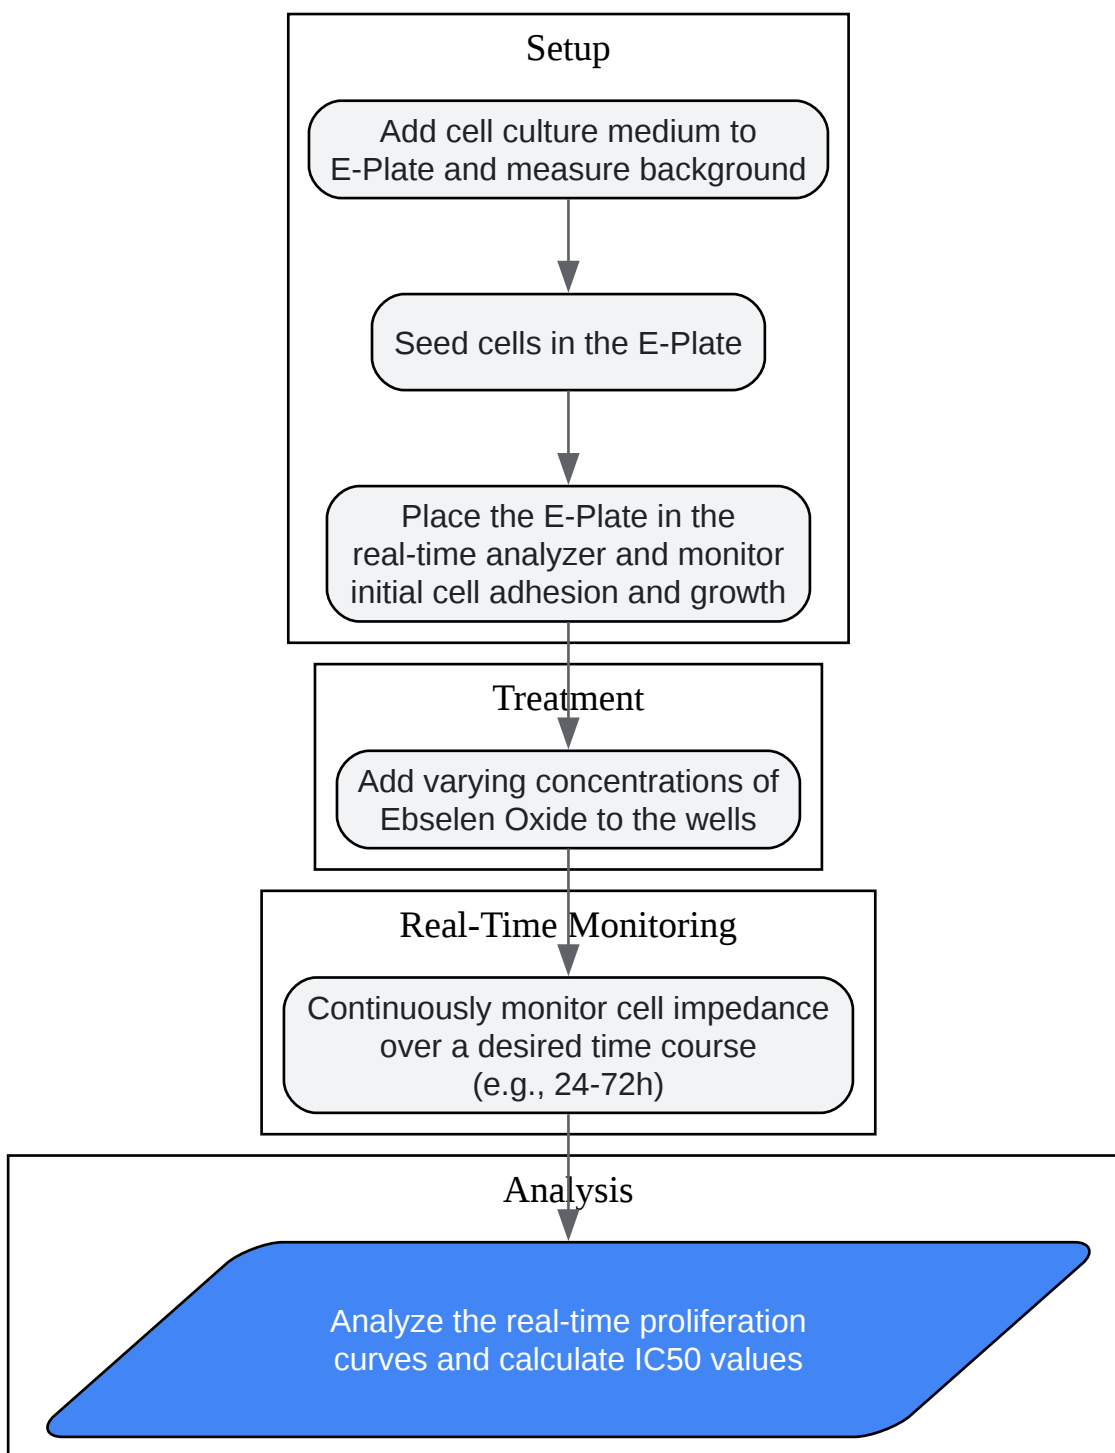 Setup
Add cell culture medium to
E-Plate and measure background
Seed cells in the E-Plate
Place the E-Plate in the
real-time analyzer and monitor
initial cell adhesion and growth
Treatment
Add varying concentrations of
Ebselen Oxide to the wells
Real-Time Monitoring
Continuously monitor cell impedance
over a desired time course
(e.g., 24-72h)
Analysis
Analyze the real-time proliferation
curves and calculate IC50 values